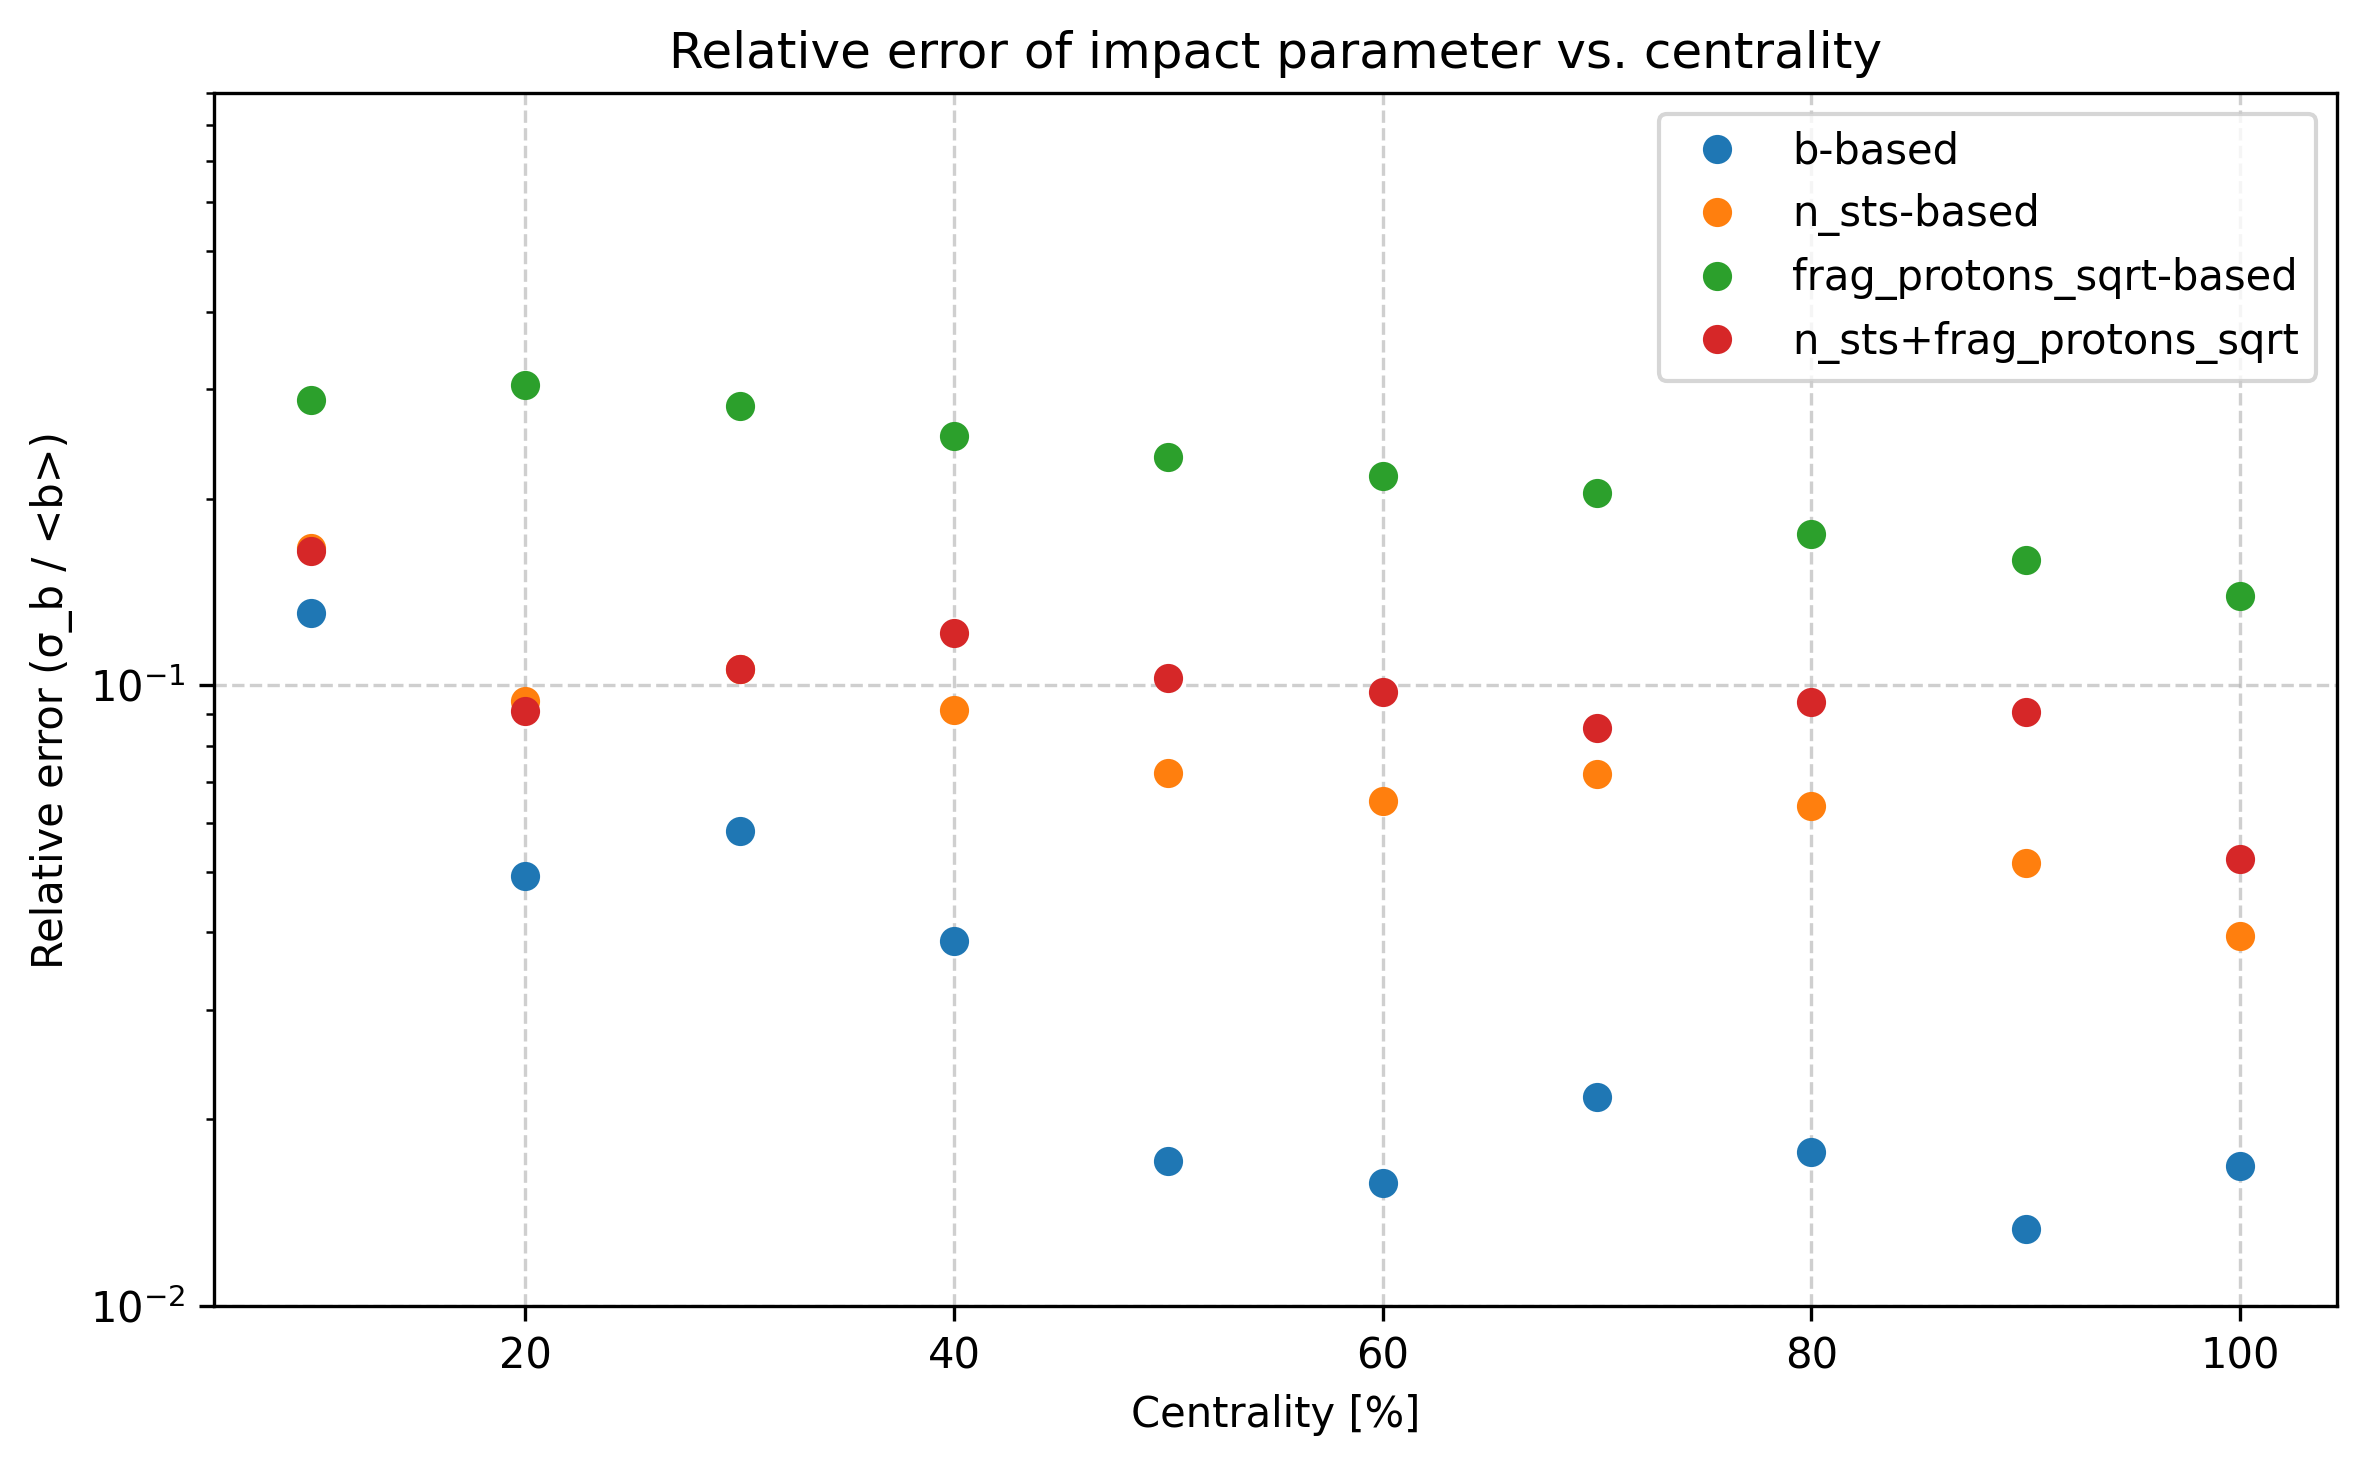 Relative error of impact parameter vs. centrality
b-based
n_sts-based
frag_protons_sqrt-based
n_sts+frag_protons_sqrt
Relative error (σ_b / <b>)
10⁻¹
10⁻²
20 40 60 80 100
Centrality [%]